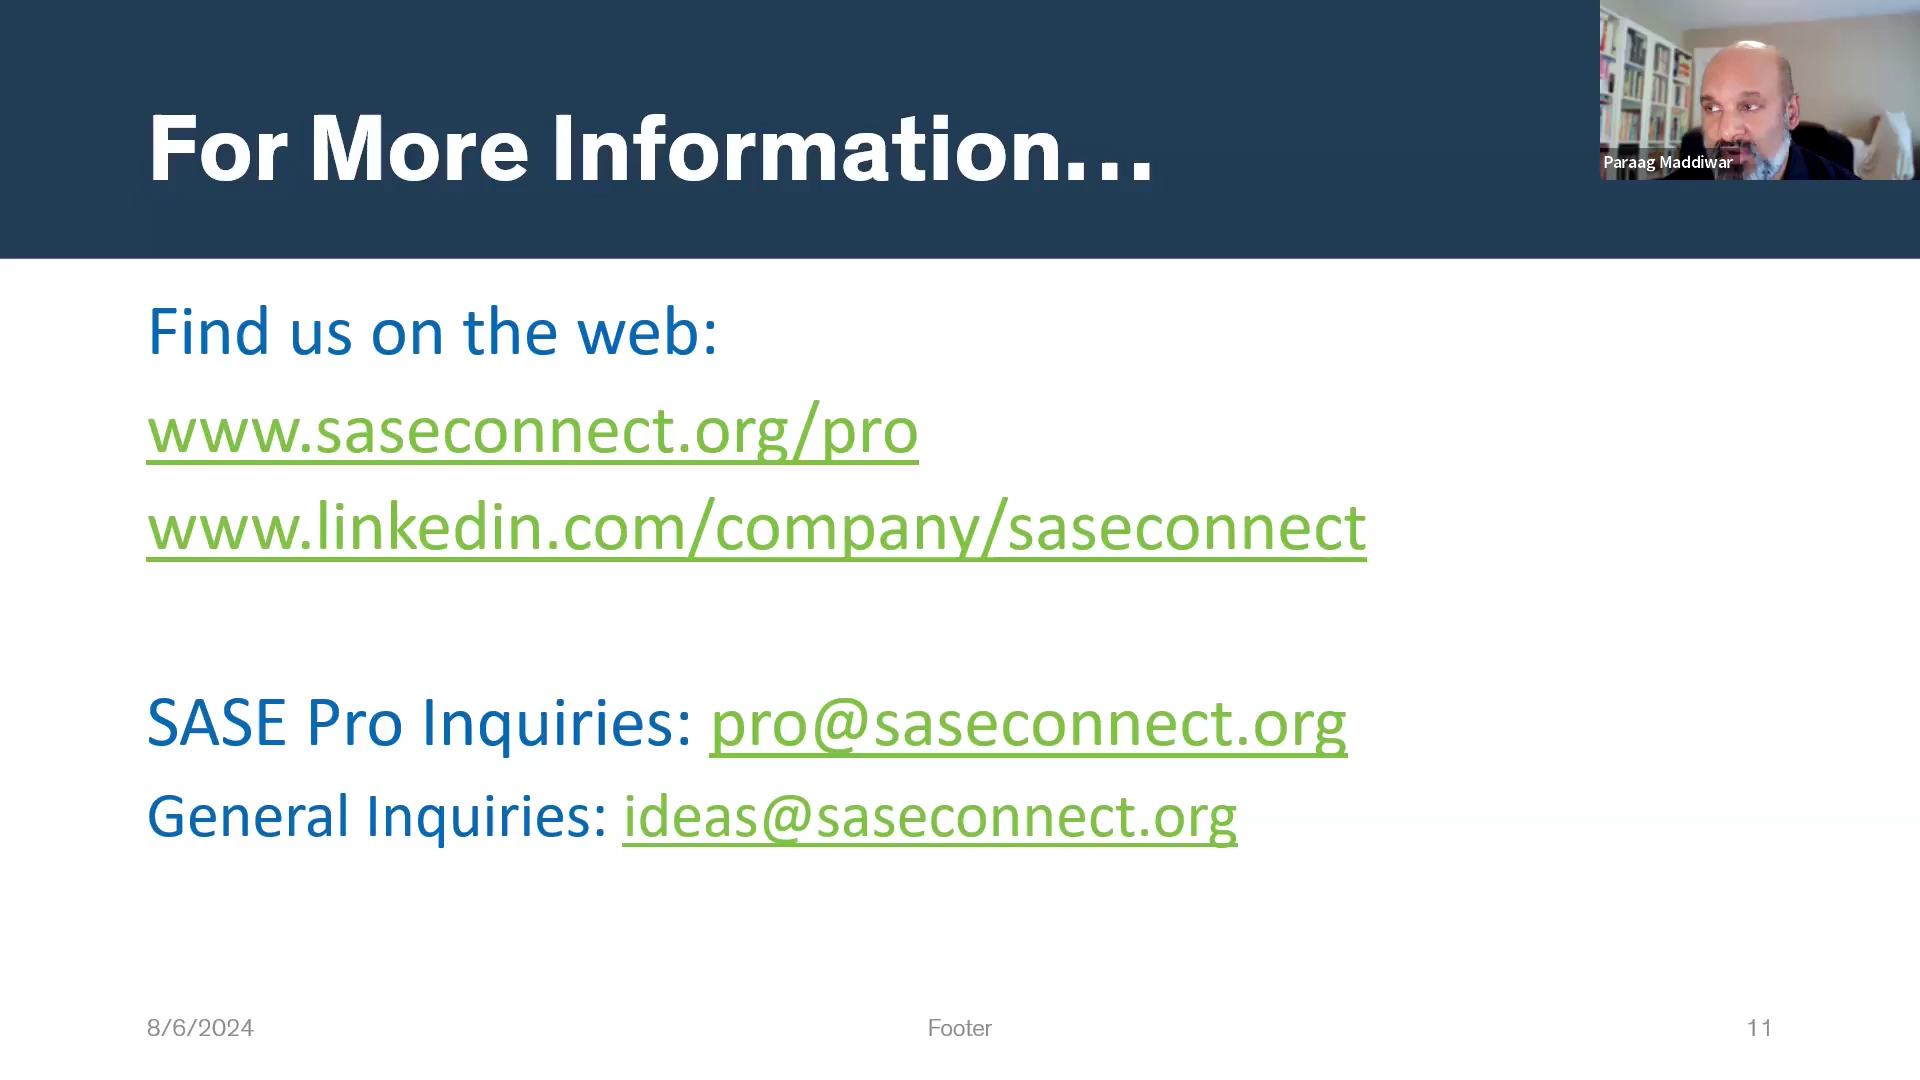 For More Information...
Paraag Maddiwar
Find us on the web:
www.saseconnect.org/pro
www.linkedin.com/company/saseconnect
SASE Pro Inquiries: pro@saseconnect.org
General Inquiries: ideas@saseconnect.org
8/6/2024
Footer
11